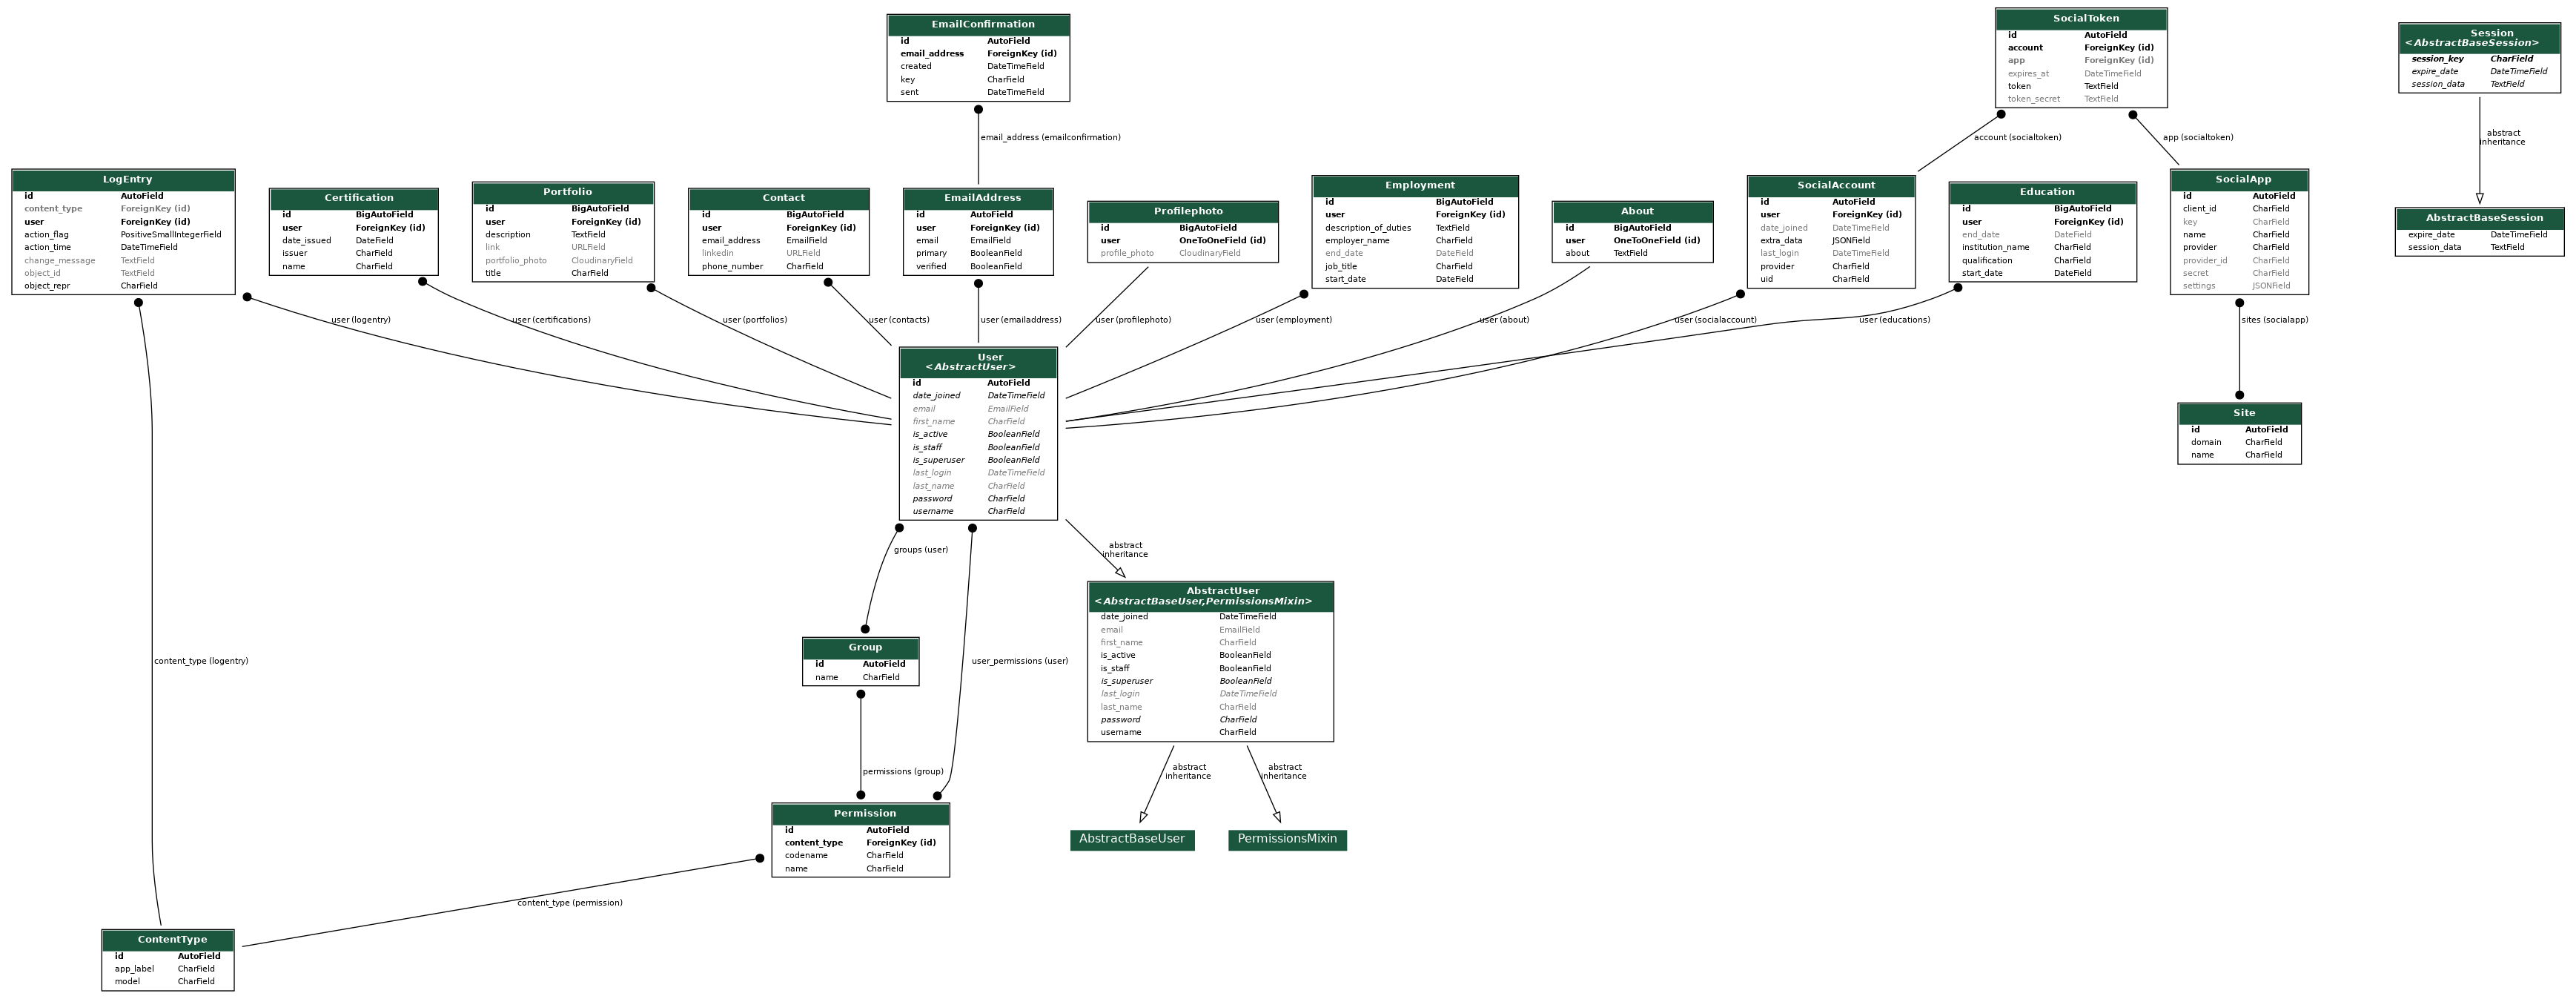 EmailConfirmation
id AutoField
email_address ForeignKey (id)
created DateTimeField
key CharField
sent DateTimeField
SocialToken
id AutoField
account ForeignKey (id)
app ForeignKey (id)
expires_at DateTimeField
token TextField
token_secret TextField
Session
<AbstractBaseSession>
session_key CharField
expire_date DateTimeField
session_data TextField
email_address (emailconfirmation)
account (socialtoken)
app (socialtoken)
abstract
inheritance
LogEntry
id AutoField
content_type ForeignKey (id)
user ForeignKey (id)
action_flag PositiveSmallIntegerField
action_time DateTimeField
change_message TextField
object_id TextField
object_repr CharField
Certification
id BigAutoField
user ForeignKey (id)
date_issued DateField
issuer CharField
name CharField
Portfolio
id BigAutoField
user ForeignKey (id)
description TextField
link URLField
portfolio_photo CloudinaryField
title CharField
Contact
id BigAutoField
user ForeignKey (id)
email_address EmailField
linkedin URLField
phone_number CharField
EmailAddress
id AutoField
user ForeignKey (id)
email EmailField
primary BooleanField
verified BooleanField
Profilephoto
id BigAutoField
user OneToOneField (id)
profile_photo CloudinaryField
Employment
id BigAutoField
user ForeignKey (id)
description_of_duties TextField
employer_name CharField
end_date DateField
job_title CharField
start_date DateField
About
id BigAutoField
user OneToOneField (id)
about TextField
SocialAccount
id AutoField
user ForeignKey (id)
date_joined DateTimeField
extra_data JSONField
last_login DateTimeField
provider CharField
uid CharField
Education
id BigAutoField
user ForeignKey (id)
end_date DateField
institution_name CharField
qualification CharField
start_date DateField
SocialApp
id AutoField
client_id CharField
key CharField
name CharField
provider CharField
provider_id CharField
secret CharField
settings JSONField
AbstractBaseSession
expire_date DateTimeField
session_data TextField
user (logentry)
user (certifications)
user (portfolios)
user (contacts)
user (emailaddress)
user (profilephoto)
user (employment)
user (about)
user (socialaccount)
user (educations)
sites (socialapp)
User
<AbstractUser>
id AutoField
date_joined DateTimeField
email EmailField
first_name CharField
is_active BooleanField
is_staff BooleanField
is_superuser BooleanField
last_login DateTimeField
last_name CharField
password CharField
username CharField
Site
id AutoField
domain CharField
name CharField
groups (user)
abstract
inheritance
AbstractUser
<AbstractBaseUser,PermissionsMixin>
date_joined DateTimeField
email EmailField
first_name CharField
is_active BooleanField
is_staff BooleanField
is_superuser BooleanField
last_login DateTimeField
last_name CharField
password CharField
username CharField
Group
id AutoField
name CharField
content_type (logentry)
user_permissions (user)
permissions (group)
abstract
inheritance
abstract
inheritance
Permission
id AutoField
content_type ForeignKey (id)
codename CharField
name CharField
AbstractBaseUser
PermissionsMixin
content_type (permission)
ContentType
id AutoField
app_label CharField
model CharField